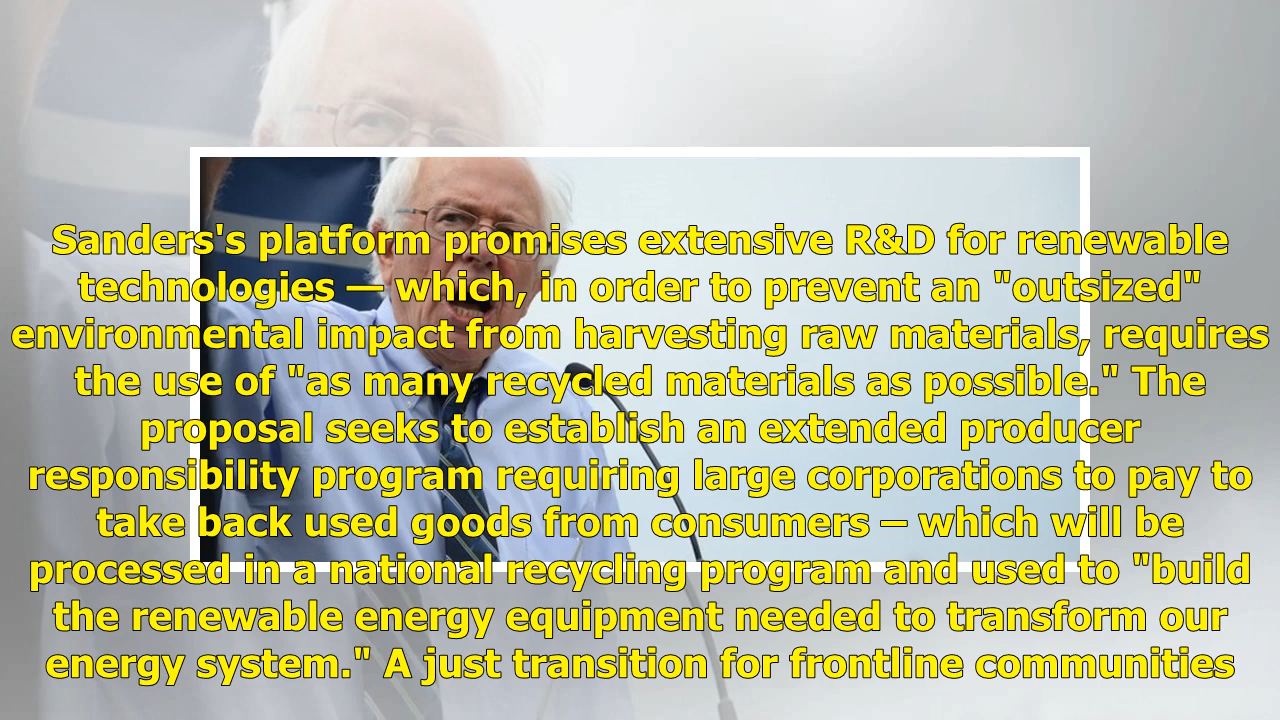 Sanders's platform promises extensive R&D for renewable
technologies — which, in order to prevent an "outsized"
environmental impact from harvesting raw materials, requires
the use of "as many recycled materials as possible." The
proposal seeks to establish an extended producer
responsibility program requiring large corporations to pay to
take back used goods from consumers – which will be
processed in a national recycling program and used to "build
the renewable energy equipment needed to transform our
energy system." A just transition for frontline communities